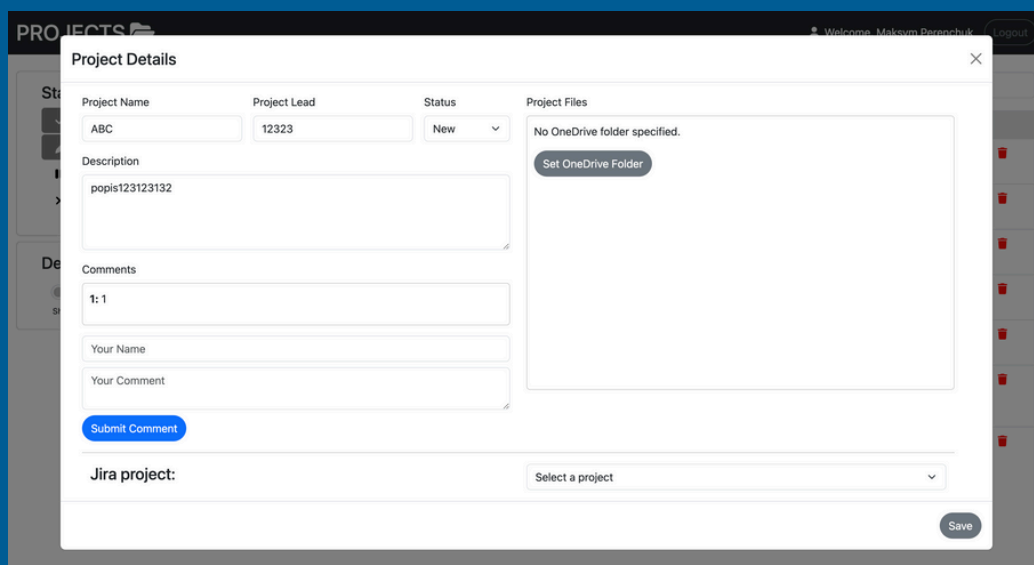 PROJECTS
Welcome, Maksym Perenchuk
Logout
Project Details
Project Name
Project Lead
Status
Project Files
ABC
12323
New
No OneDrive folder specified.
Set OneDrive Folder
Description
popis123123132
Comments
1: 1
Your Name
Your Comment
Submit Comment
Jira project:
Select a project
Save